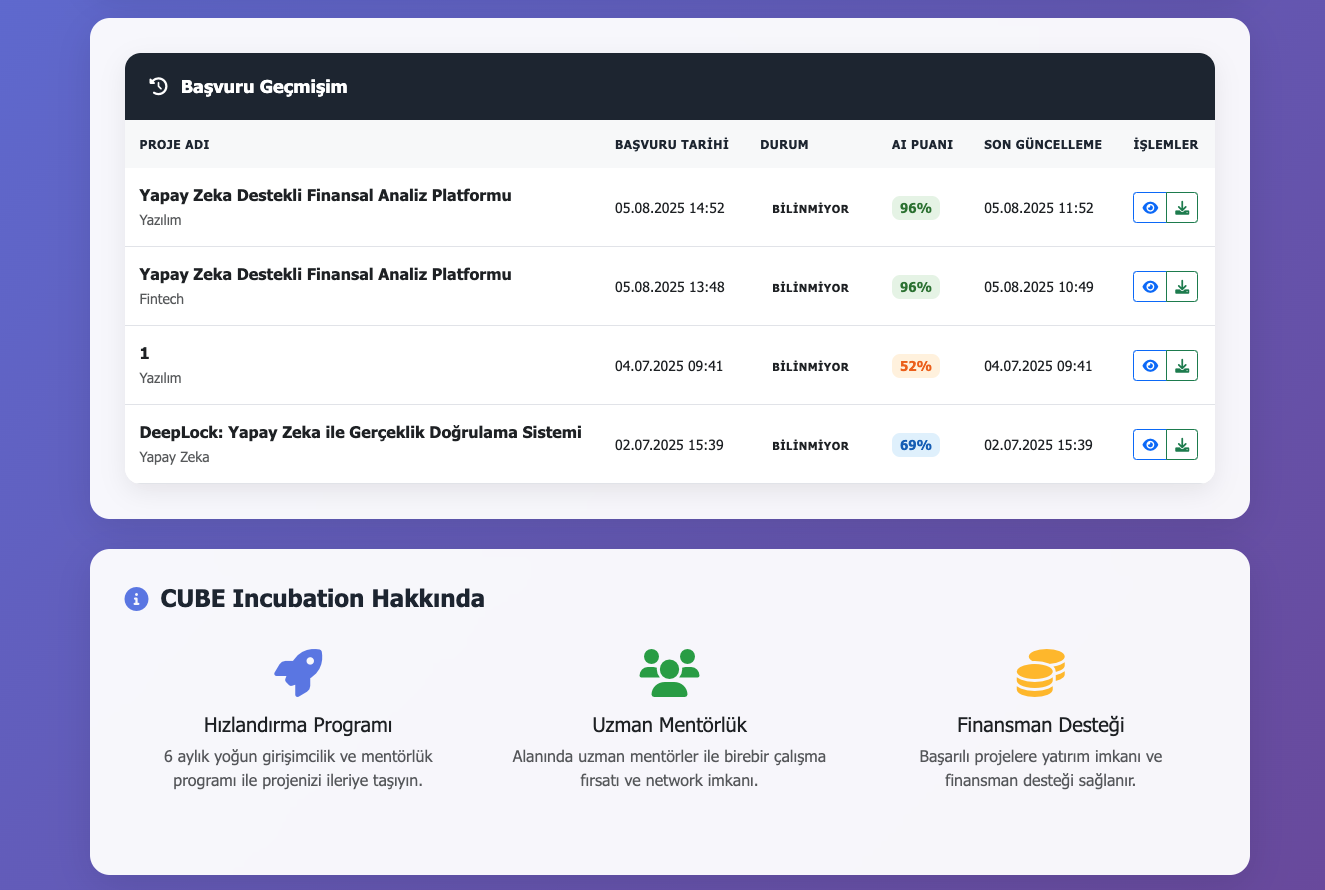 Başvuru Geçmişim
PROJE ADI BAŞVURU TARİHİ DURUM AI PUANI SON GÜNCELLEME İŞLEMLER
Yapay Zeka Destekli Finansal Analiz Platformu
Yazılım
05.08.2025 14:52 BİLİNMİYOR 96% 05.08.2025 11:52
Yapay Zeka Destekli Finansal Analiz Platformu
Fintech
05.08.2025 13:48 BİLİNMİYOR 96% 05.08.2025 10:49
1
Yazılım
04.07.2025 09:41 BİLİNMİYOR 52% 04.07.2025 09:41
DeepLock: Yapay Zeka ile Gerçeklik Doğrulama Sistemi
Yapay Zeka
02.07.2025 15:39 BİLİNMİYOR 69% 02.07.2025 15:39
CUBE Incubation Hakkında
Hızlandırma Programı
6 aylık yoğun girişimcilik ve mentörlük
programı ile projenizi ileriye taşıyın.
Uzman Mentörlük
Alanında uzman mentörler ile birebir çalışma
fırsatı ve network imkanı.
Finansman Desteği
Başarılı projelere yatırım imkanı ve
finansman desteği sağlanır.